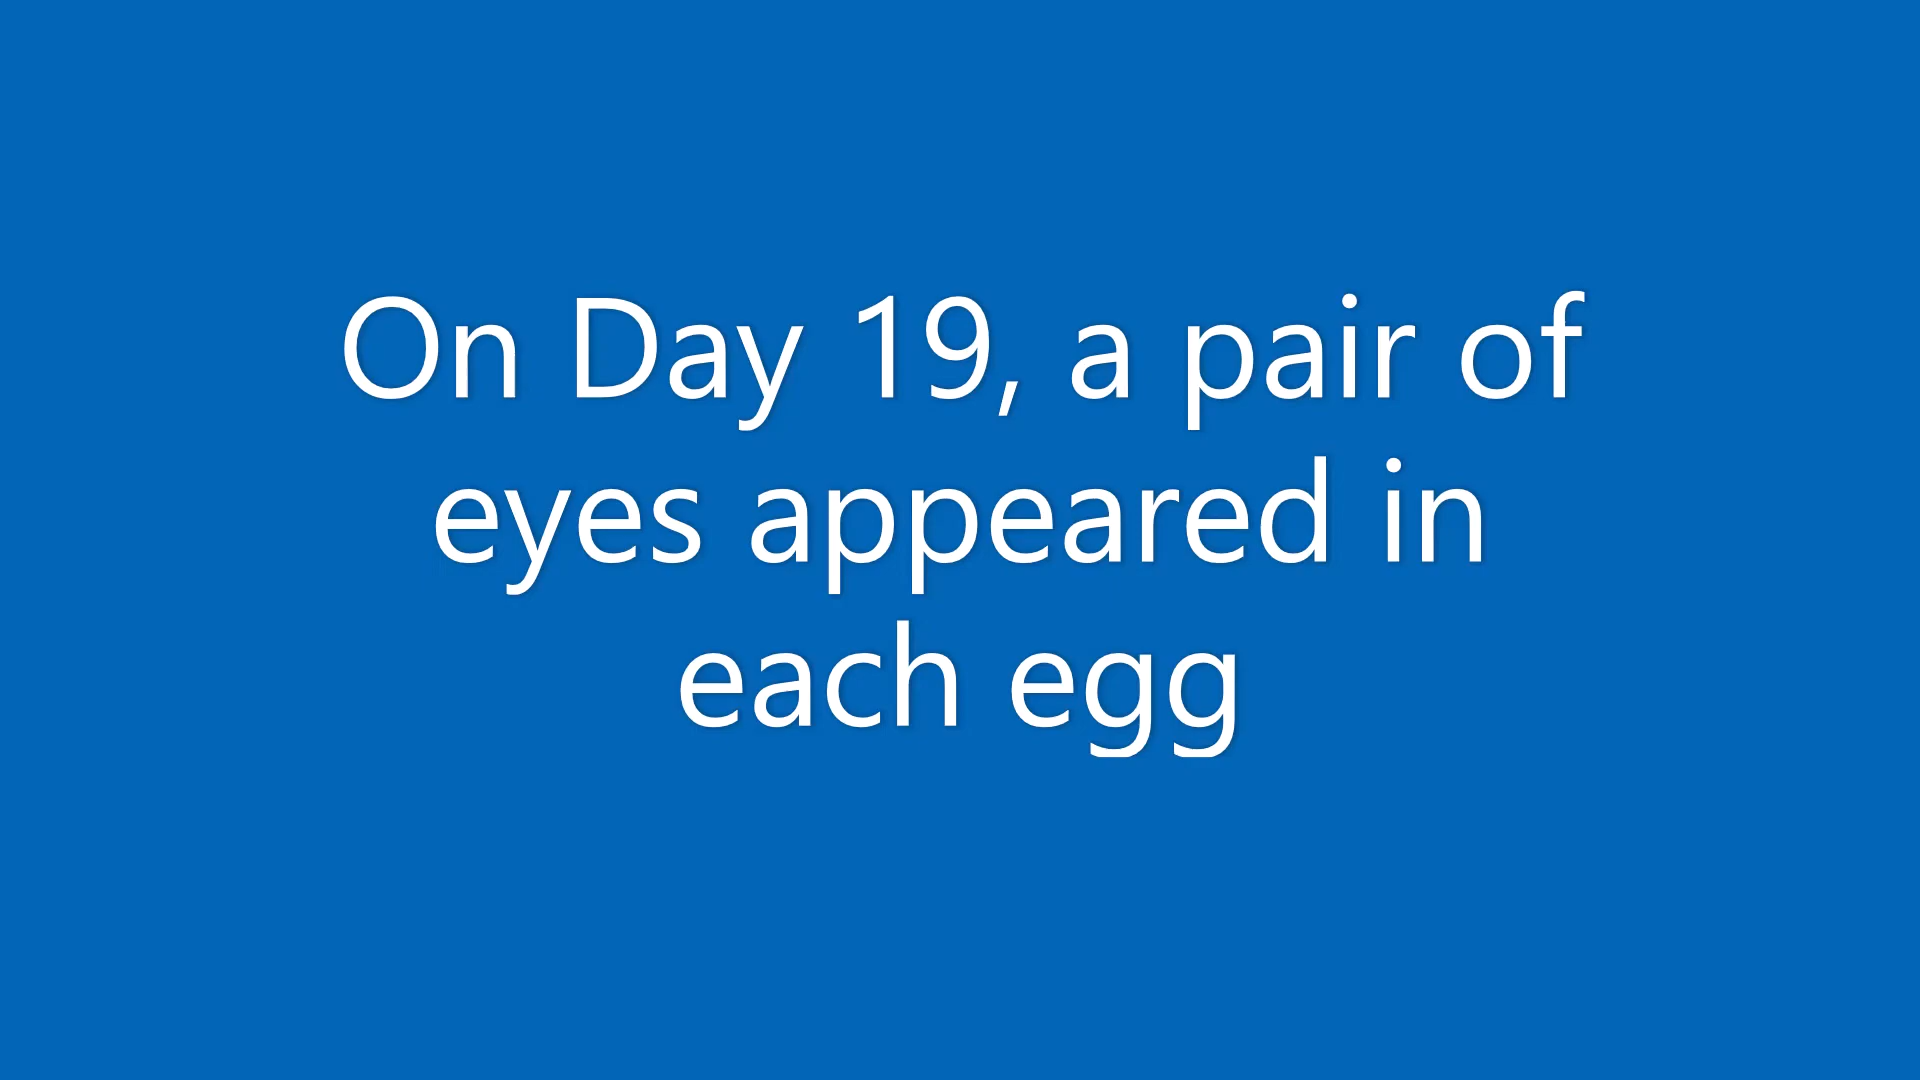 On Day 19, a pair of
eyes appeared in
each egg